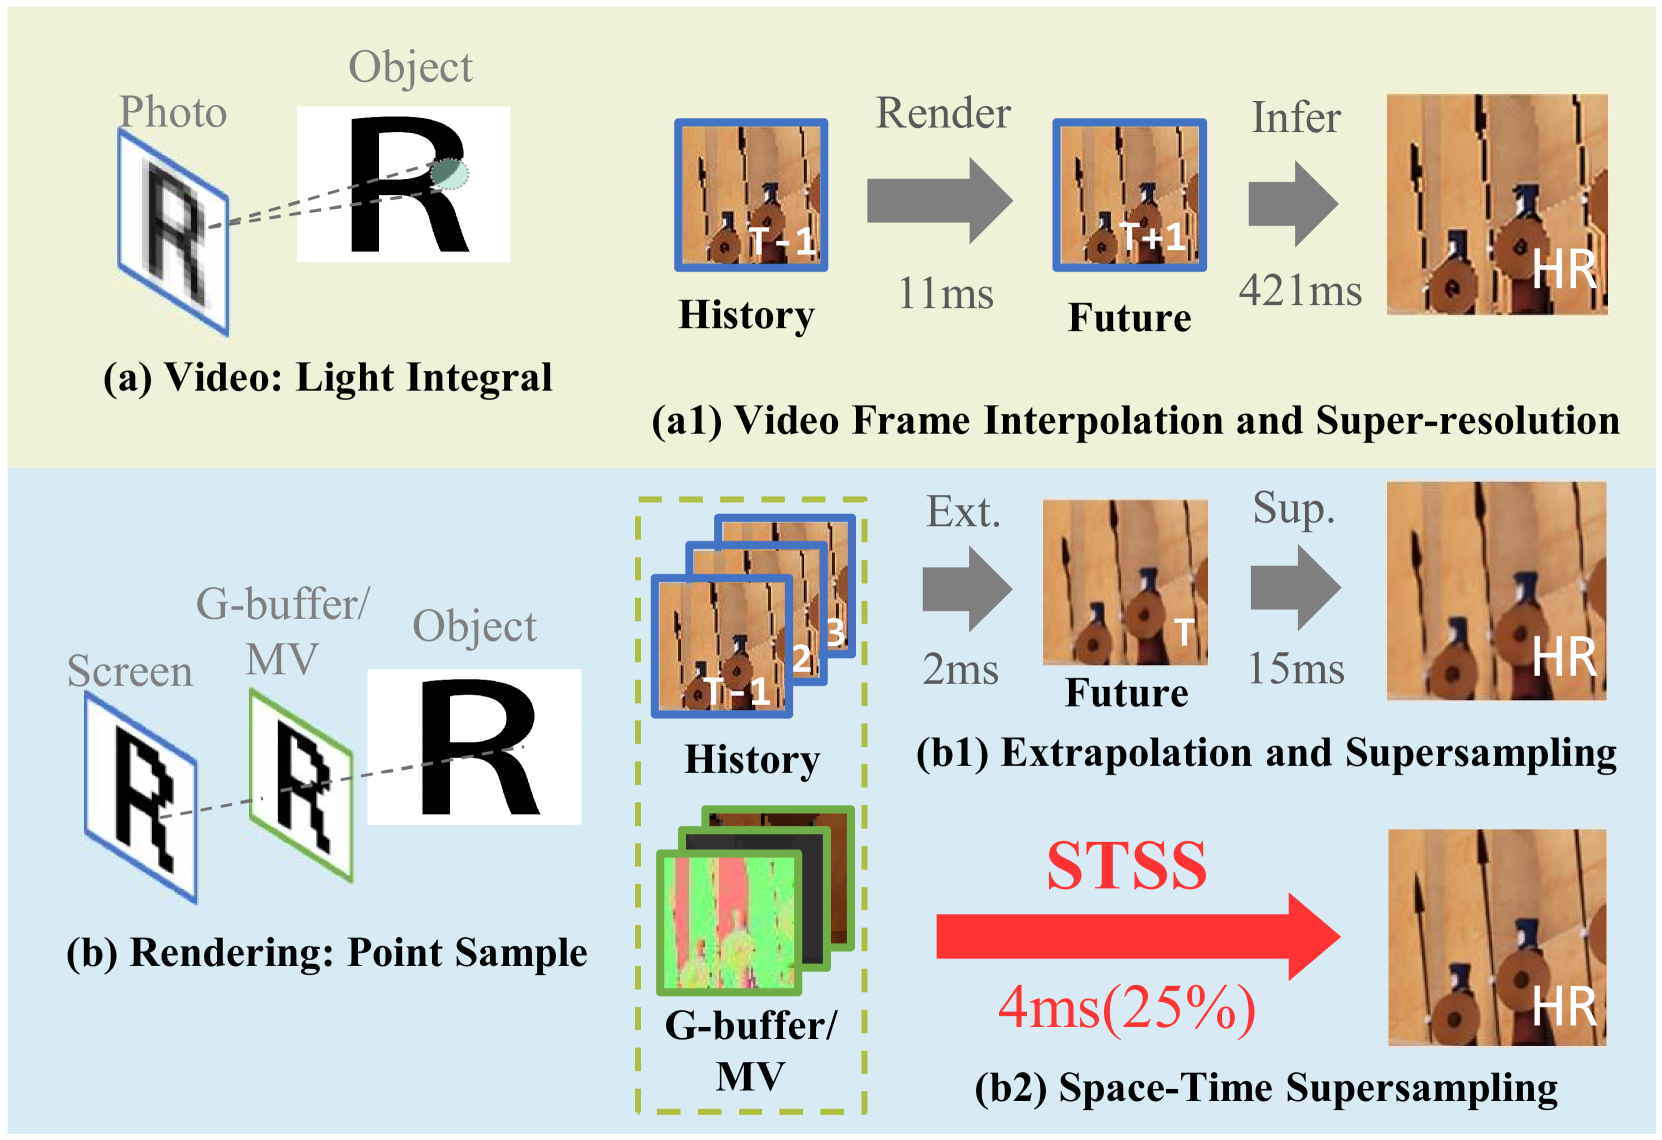 Object
Photo
R
R
(a) Video: Light Integral
Render
Infer
T-1
T+1
HR
11ms
421ms
History
Future
(a1) Video Frame Interpolation and Super-resolution
G-buffer/
MV
Object
Screen
R
R
R
(b) Rendering: Point Sample
3
2
T-1
History
G-buffer/
MV
Ext.
Sup.
T
HR
2ms
15ms
Future
(b1) Extrapolation and Supersampling
STSS
4ms(25%)
HR
(b2) Space-Time Supersampling